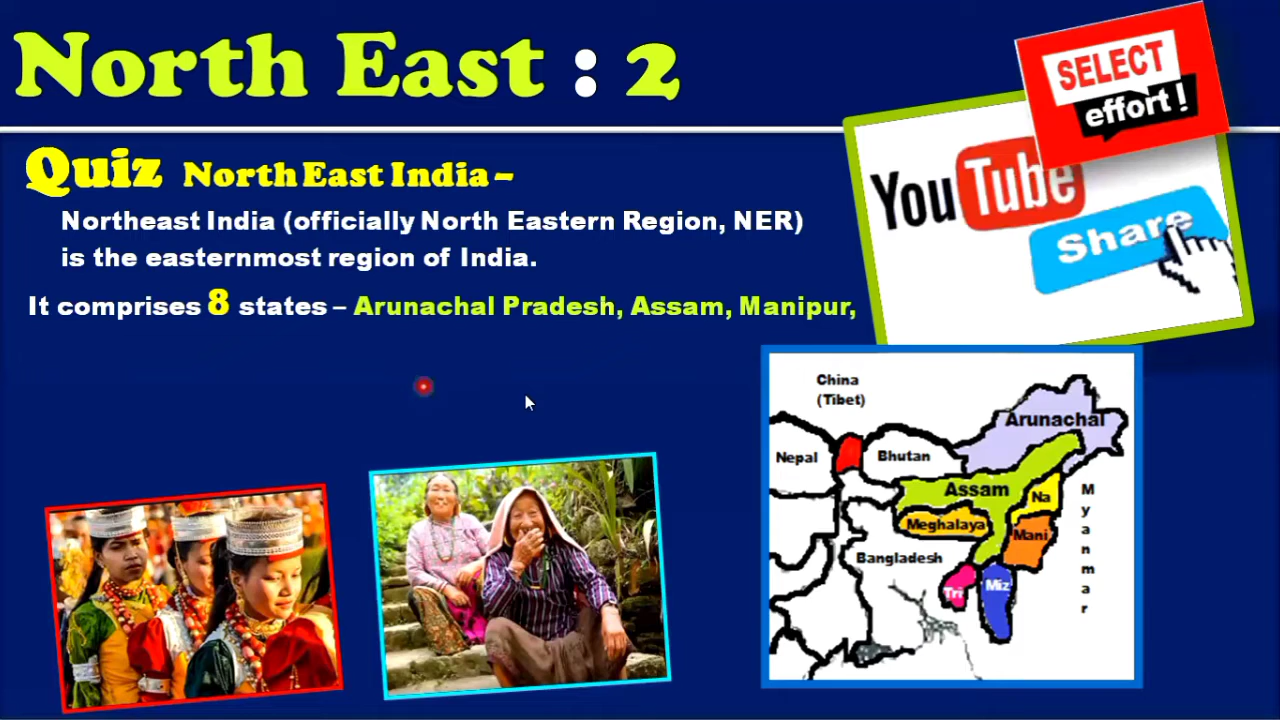 North East : 2
SELECT
effort !
YouTube
Share
Quiz North East India –
Northeast India (officially North Eastern Region, NER)
is the easternmost region of India.
It comprises 8 states – Arunachal Pradesh, Assam, Manipur,
China
(Tibet)
Arunachal
Nepal
Bhutan
Assam
Na
Meghalaya
Mani
Bangladesh
Tri
Miz
Myanmar